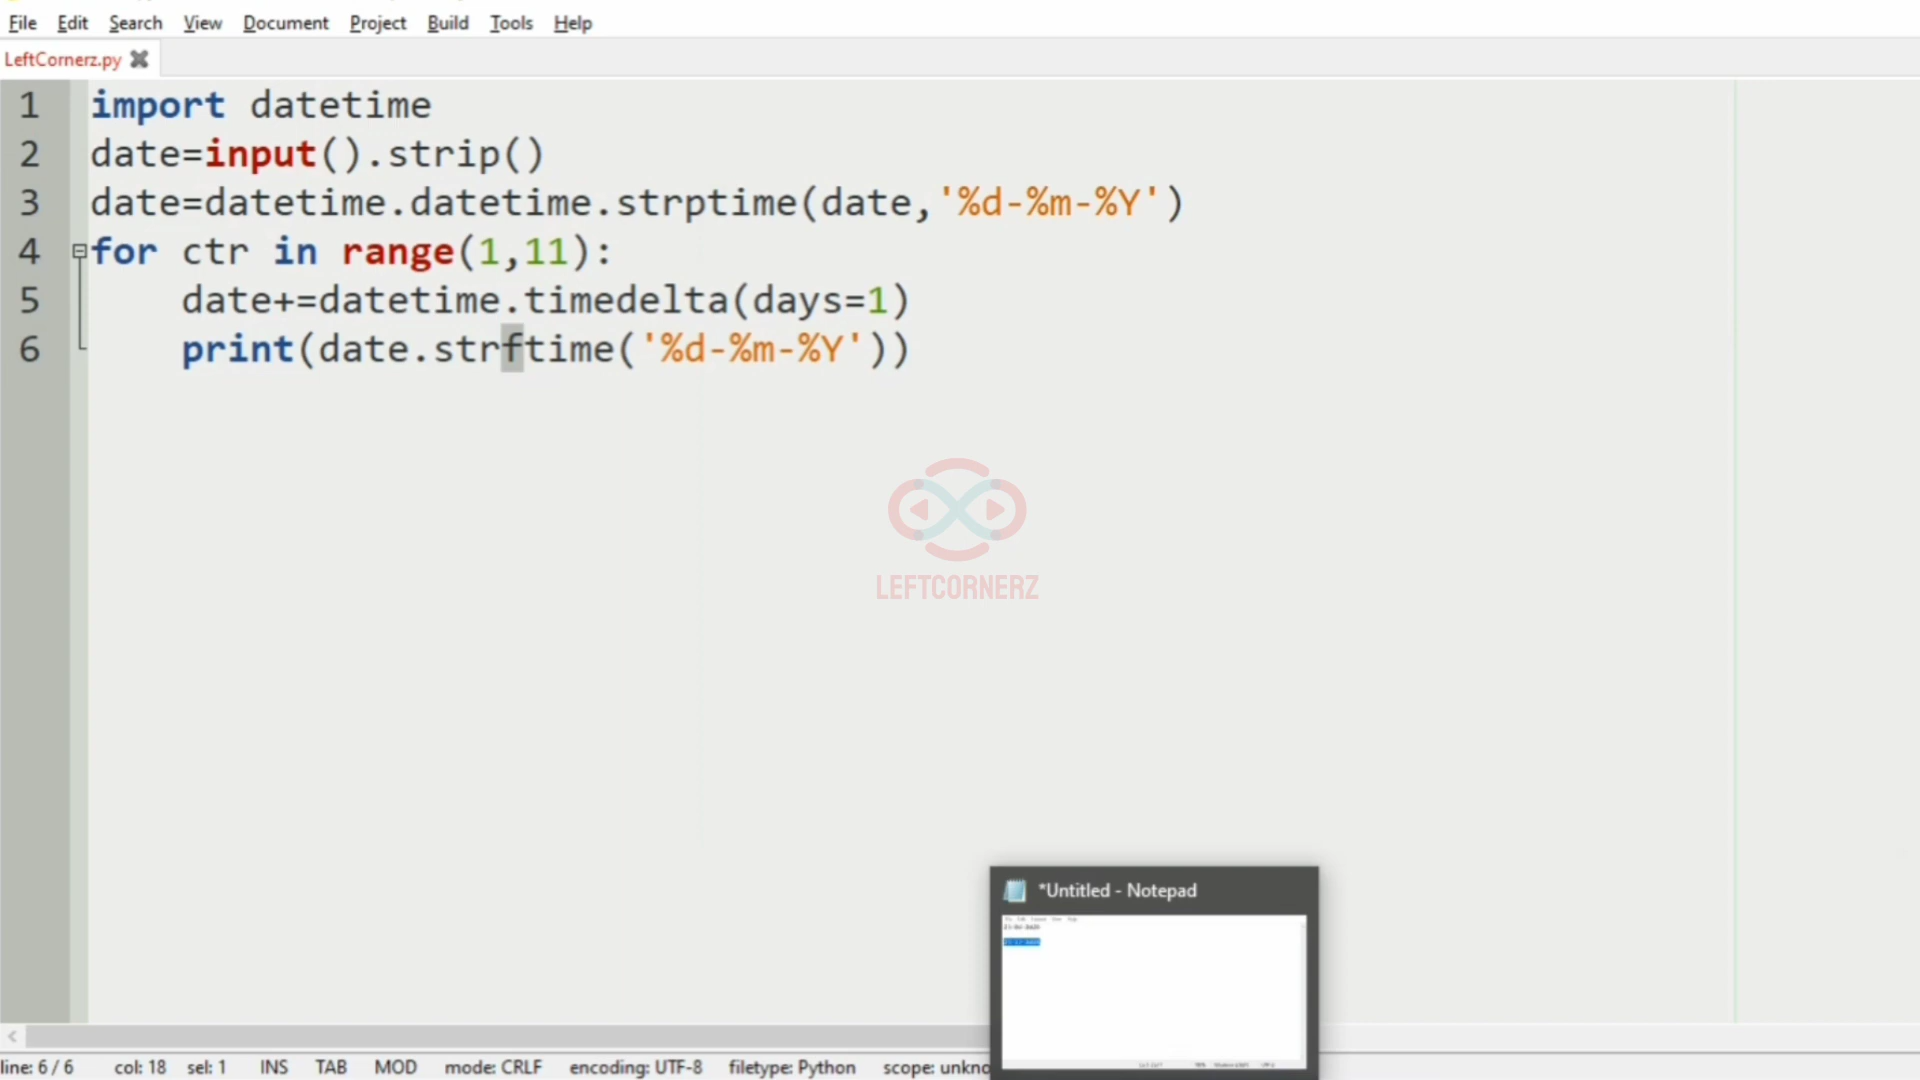 File Edit Search View Document Project Build Tools Help
LeftCornerz.py
1 import datetime
2 date=input().strip()
3 date=datetime.datetime.strptime(date,'%d-%m-%Y')
4 for ctr in range(1,11):
5 date+=datetime.timedelta(days=1)
6 print(date.strftime('%d-%m-%Y'))
LEFTCORNERZ
*Untitled - Notepad
line: 6 / 6 col: 18 sel: 1 INS TAB MOD mode: CRLF encoding: UTF-8 filetype: Python scope: unkno